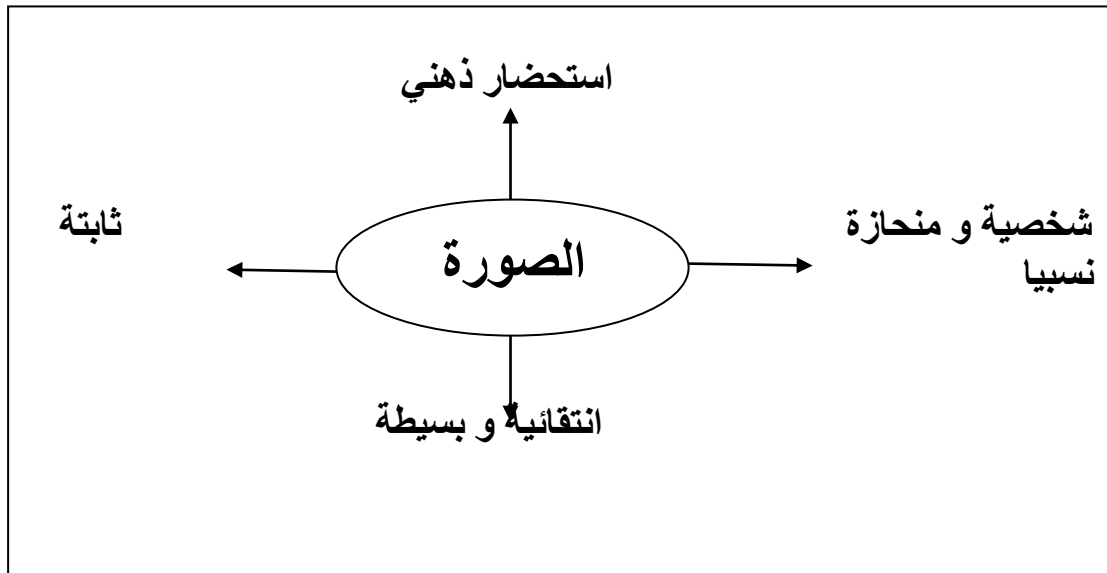 استحضار ذهني
شخصية و منحازة
نسبيا
الصورة
ثابتة
انتقائية و بسيطة